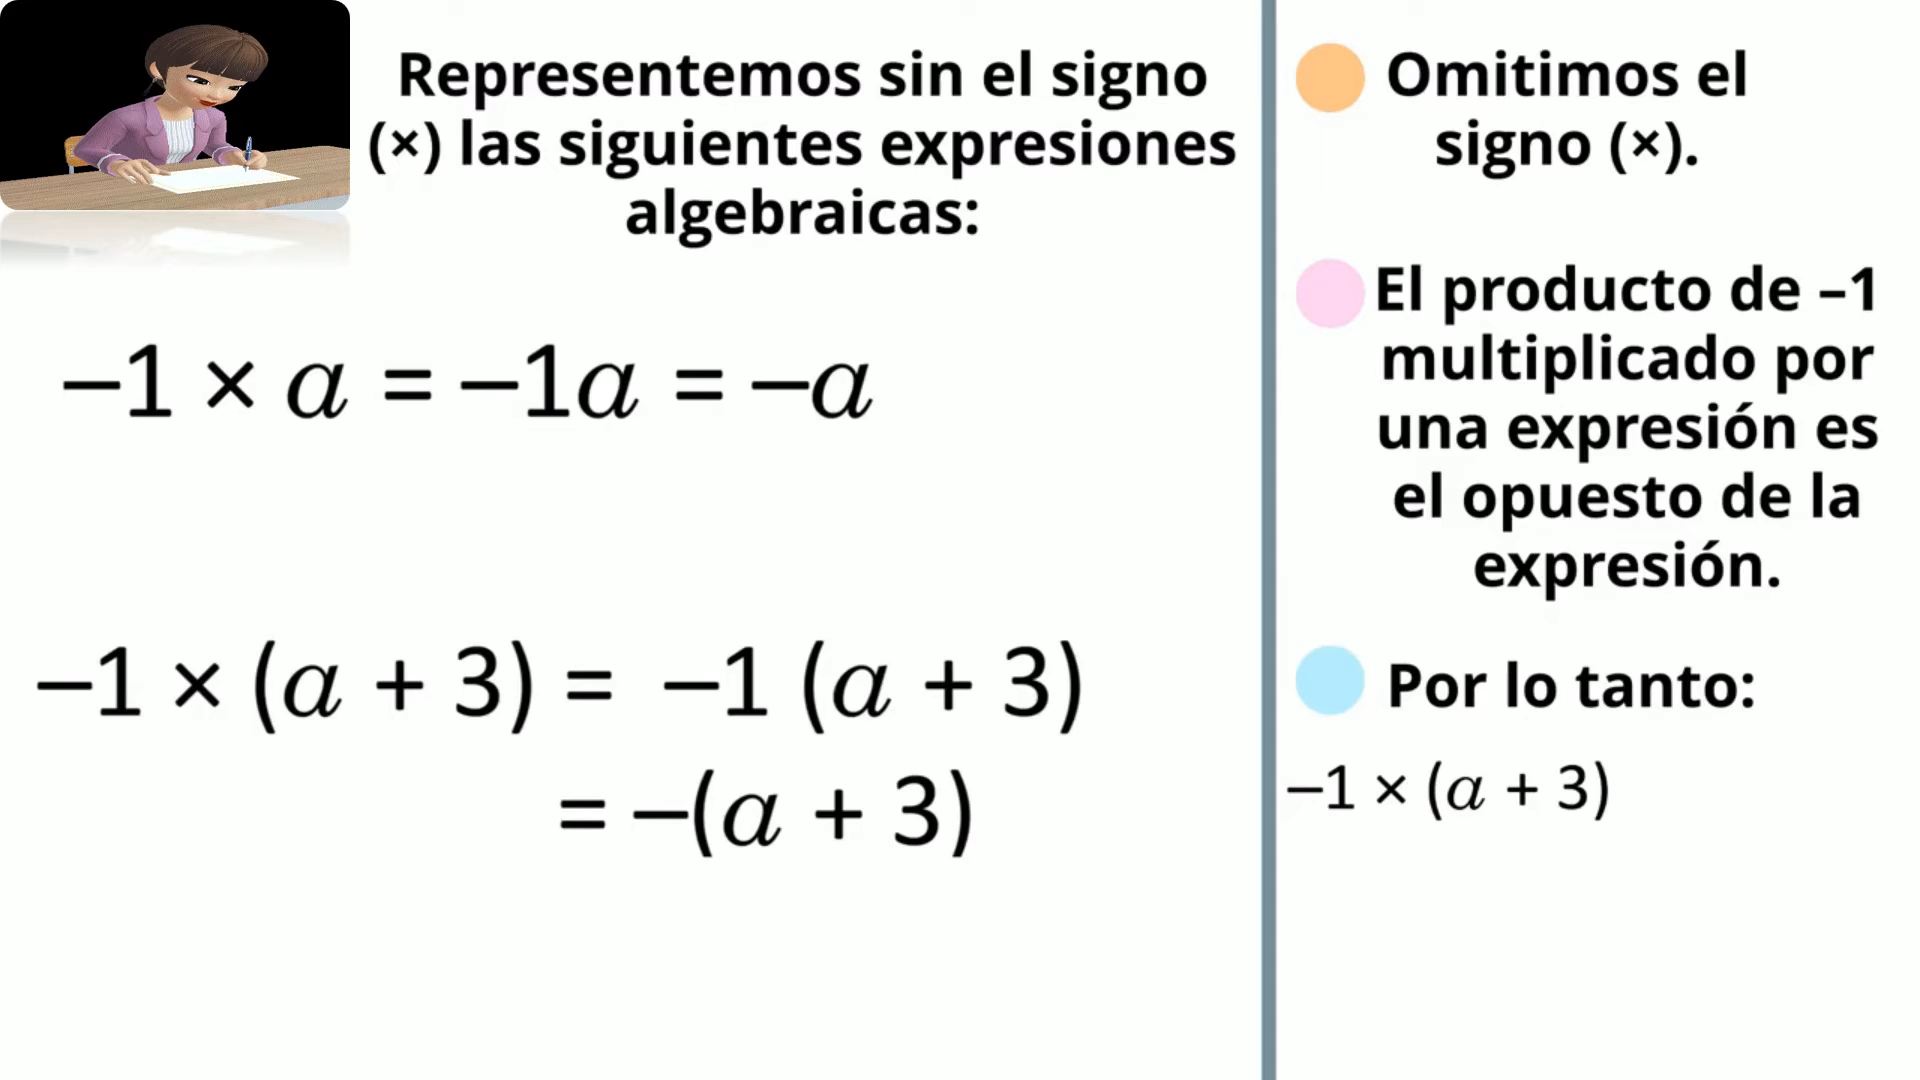 Representemos sin el signo
(×) las siguientes expresiones
algebraicas:
−1 × a = −1a = −a
−1 × (a + 3) = −1 (a + 3)
= −(a + 3)
Omitimos el
signo (×).
El producto de –1
multiplicado por
una expresión es
el opuesto de la
expresión.
Por lo tanto:
−1 × (a + 3)